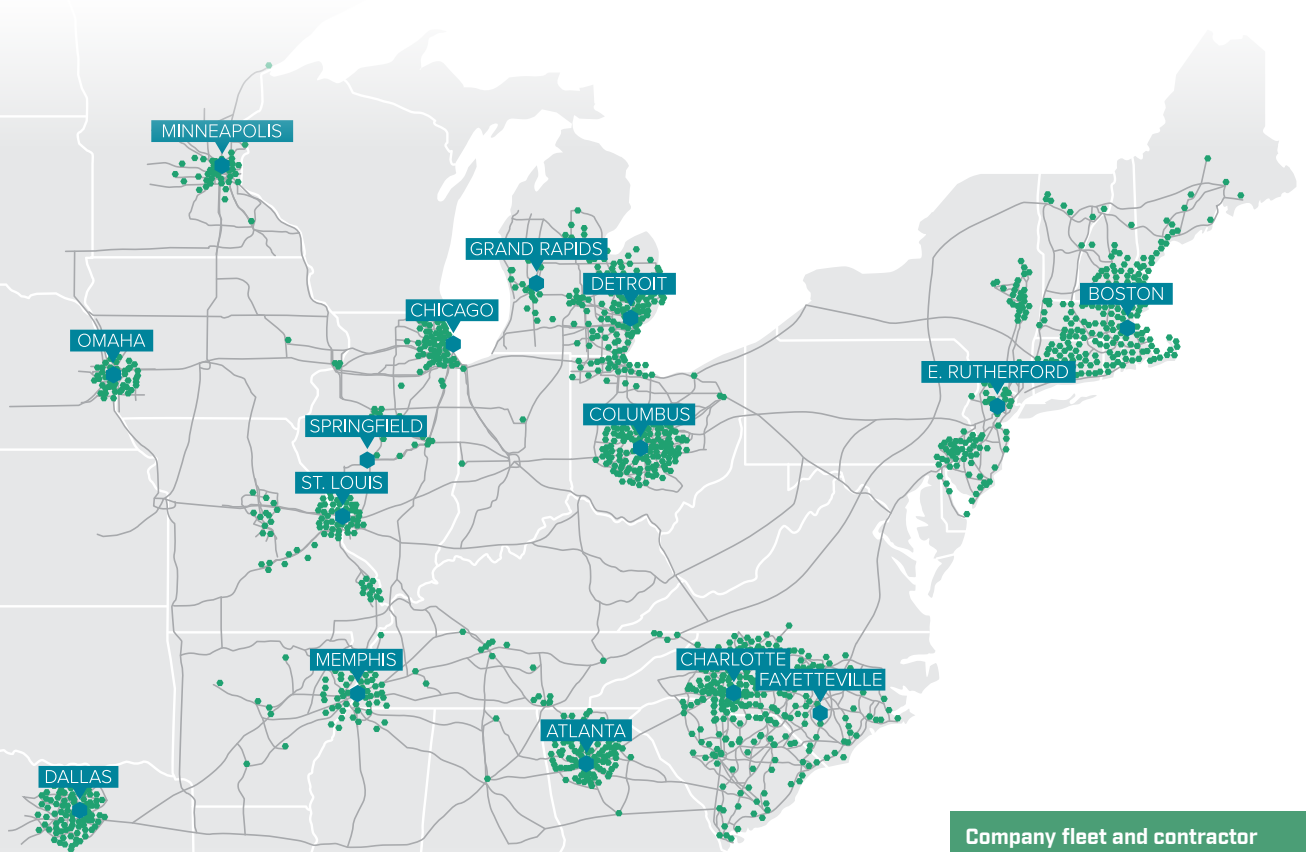 MINNEAPOLIS
GRAND RAPIDS
DETROIT
BOSTON
CHICAGO
OMAHA
E. RUTHERFORD
COLUMBUS
SPRINGFIELD
ST. LOUIS
MEMPHIS
CHARLOTTE
FAYETTEVILLE
ATLANTA
DALLAS
Company fleet and contractor